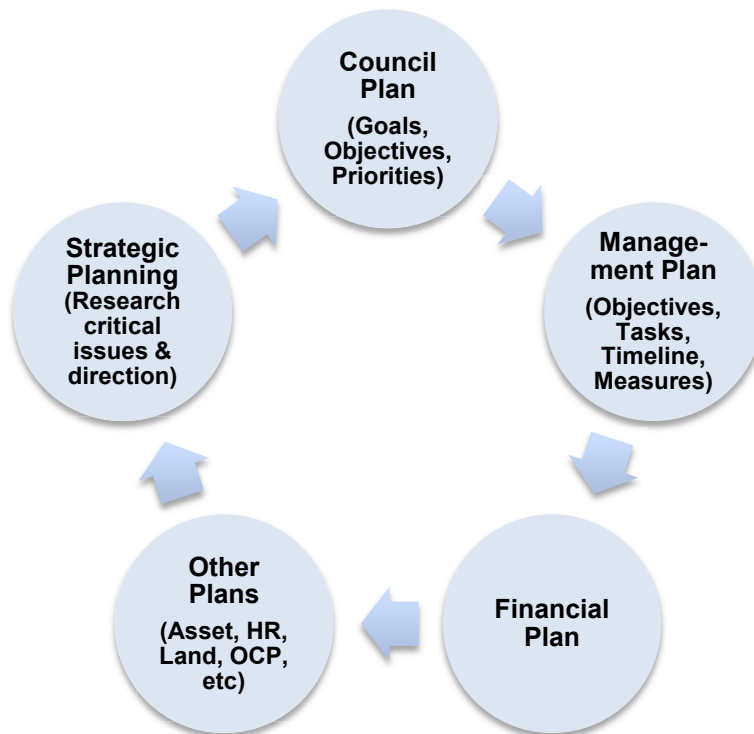 Council
Plan
(Goals,
Objectives,
Priorities)
Manage-
ment Plan
(Objectives,
Tasks,
Timeline,
Measures)
Financial
Plan
Other
Plans
(Asset, HR,
Land, OCP,
etc)
Strategic
Planning
(Research
critical
issues &
direction)